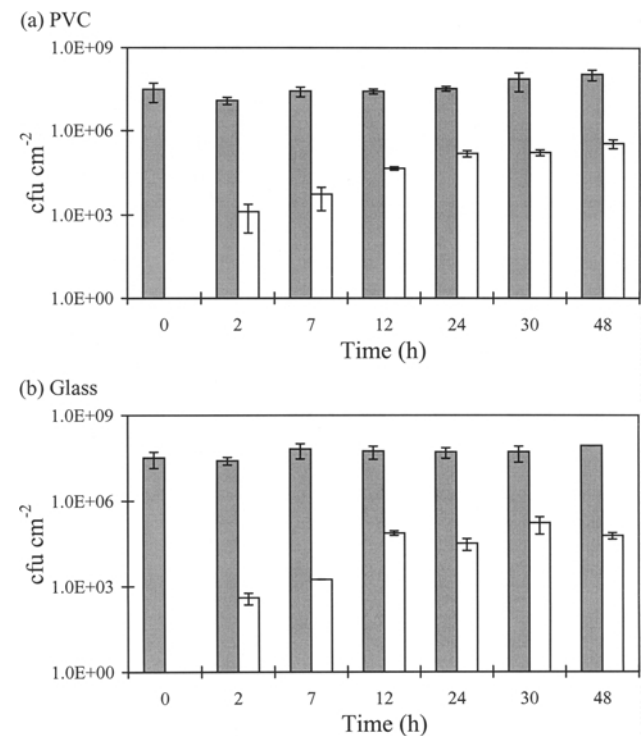 (a) PVC
1.0E+09
1.0E+06
1.0E+03
1.0E+00
cfu cm-2
0 2 7 12 24 30 48
Time (h)
(b) Glass
1.0E+09
1.0E+06
1.0E+03
1.0E+00
cfu cm-2
0 2 7 12 24 30 48
Time (h)